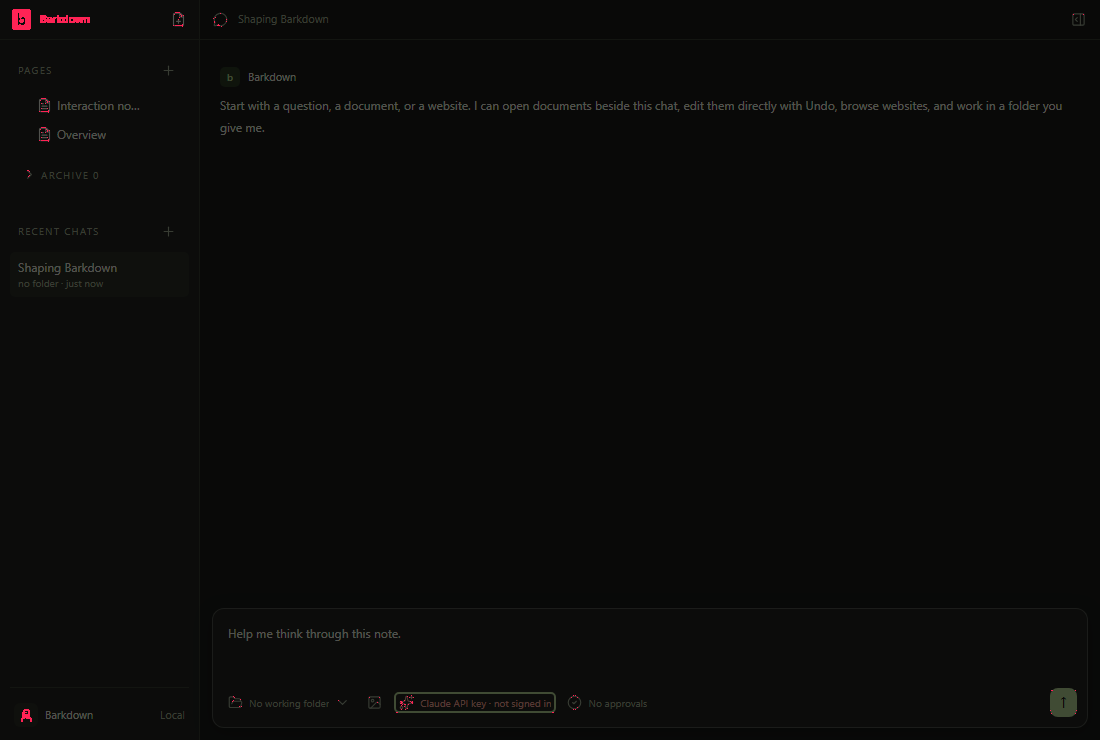 b Barkdown
Shaping Barkdown
PAGES
Interaction no...
Overview
ARCHIVE 0
RECENT CHATS
Shaping Barkdown
no folder · just now
Barkdown
Local
b Barkdown
Start with a question, a document, or a website. I can open documents beside this chat, edit them directly with Undo, browse websites, and work in a folder you
give me.
Help me think through this note.
No working folder
Claude API key · not signed in
No approvals